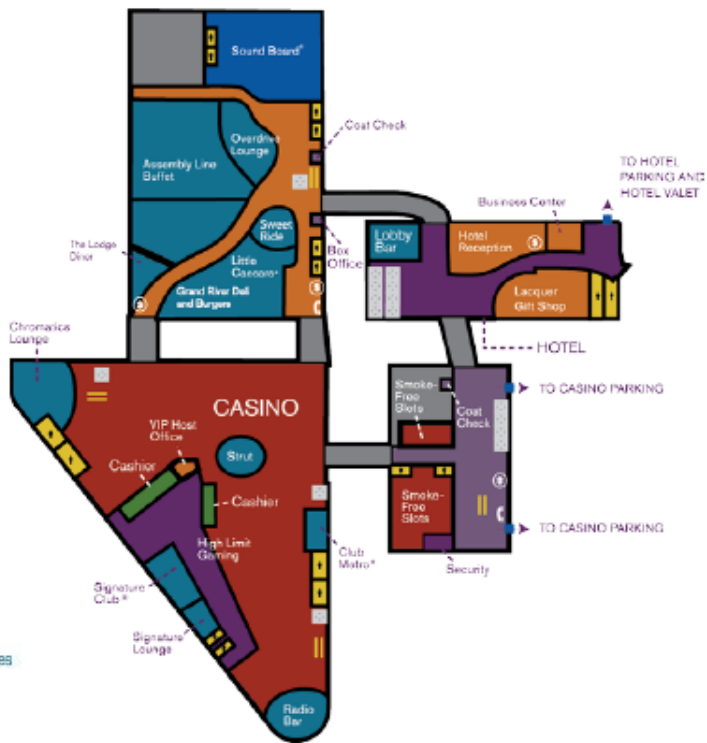 Sound Board®
Coat Check
Overdrive
Lounge
Assembly Line
Buffet
TO HOTEL
PARKING AND
HOTEL VALET
Business Center
Sweet
Ride
Lobby
Bar
Hotel
Reception
Box
Office
The Lodge
Diner
Little
Caesars®
Grand River Deli
and Burgers
Lacquer
Gift Shop
Chromatics
Lounge
HOTEL
Smoke-
Free
Slots
TO CASINO PARKING
Coat
Check
CASINO
VIP Host
Office
Strut
Cashier
Cashier
Smoke-
Free
Slots
TO CASINO PARKING
High Limit
Gaming
Club
Metro®
Security
Signature
Club®
Signature
Lounge
Radio
Bar